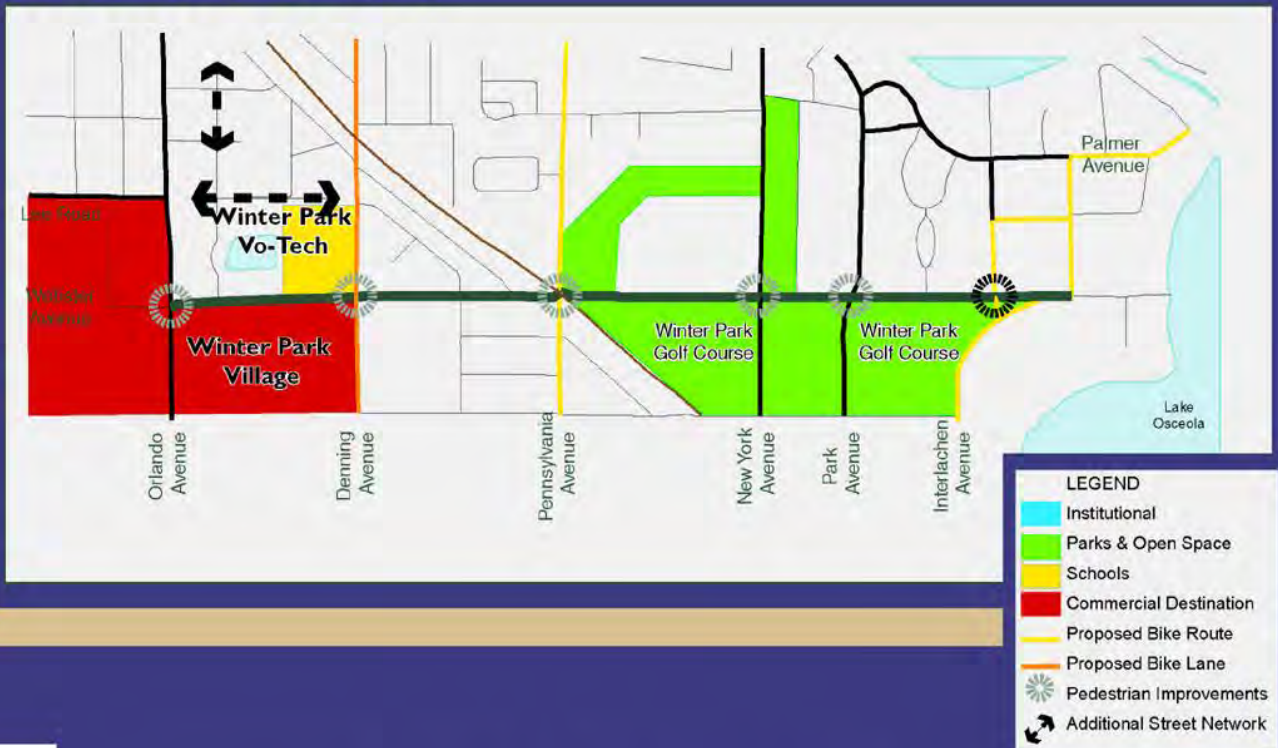 Palmer
Avenue
Lee Road
Winter Park
Vo-Tech
Webster
Avenue
Winter Park
Village
Winter Park
Golf Course
Winter Park
Golf Course
Lake
Osceola
Orlando
Avenue
Denning
Avenue
Pennsylvania
Avenue
New York
Avenue
Park
Avenue
Interlachen
Avenue
LEGEND
Institutional
Parks & Open Space
Schools
Commercial Destination
Proposed Bike Route
Proposed Bike Lane
Pedestrian Improvements
Additional Street Network